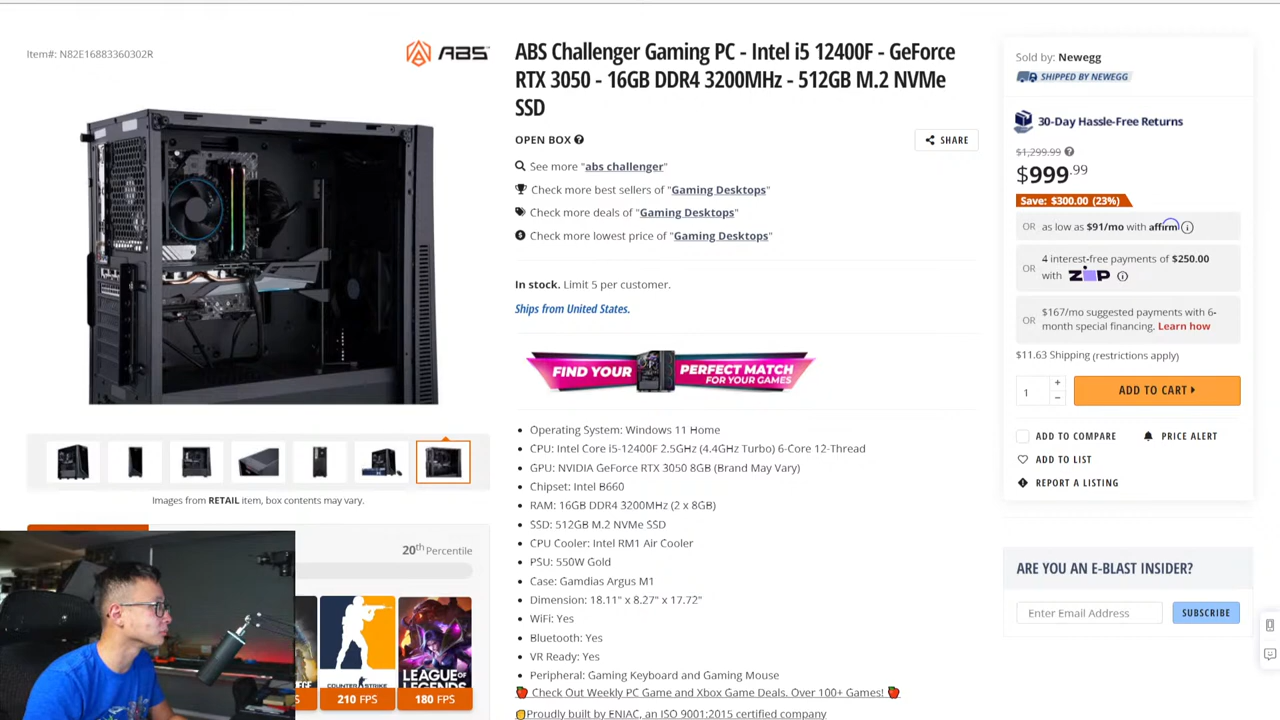 Item#: N82E16883360302R
ABS
ABS Challenger Gaming PC - Intel i5 12400F - GeForce
RTX 3050 - 16GB DDR4 3200MHz - 512GB M.2 NVMe
SSD
OPEN BOX ?
SHARE
See more "abs challenger"
Check more best sellers of "Gaming Desktops"
Check more deals of "Gaming Desktops"
Check more lowest price of "Gaming Desktops"
In stock. Limit 5 per customer.
Ships from United States.
FIND YOUR PERFECT MATCH
FOR YOUR GAMES
Operating System: Windows 11 Home
CPU: Intel Core i5-12400F 2.5GHz (4.4GHz Turbo) 6-Core 12-Thread
GPU: NVIDIA GeForce RTX 3050 8GB (Brand May Vary)
Chipset: Intel B660
RAM: 16GB DDR4 3200MHz (2 x 8GB)
SSD: 512GB M.2 NVMe SSD
CPU Cooler: Intel RM1 Air Cooler
PSU: 550W Gold
Case: Gamdias Argus M1
Dimension: 18.11" x 8.27" x 17.72"
WiFi: Yes
Bluetooth: Yes
VR Ready: Yes
Peripheral: Gaming Keyboard and Gaming Mouse
Check Out Weekly PC Game and Xbox Game Deals. Over 100+ Games!
Proudly built by ENIAC, an ISO 9001:2015 certified company
Images from RETAIL item, box contents may vary.
20th Percentile
COUNTER STRIKE
LEAGUE OF
LEGENDS
5
210 FPS
180 FPS
Sold by: Newegg
SHIPPED BY NEWEGG
30-Day Hassle-Free Returns
$1,299.99 ?
$999.99
Save: $300.00 (23%)
OR as low as $91/mo with affirm i
OR 4 interest-free payments of $250.00
with ZIP i
OR $167/mo suggested payments with 6-
month special financing. Learn how
$11.63 Shipping (restrictions apply)
1 + −
ADD TO CART
ADD TO COMPARE
PRICE ALERT
ADD TO LIST
REPORT A LISTING
ARE YOU AN E-BLAST INSIDER?
Enter Email Address
SUBSCRIBE